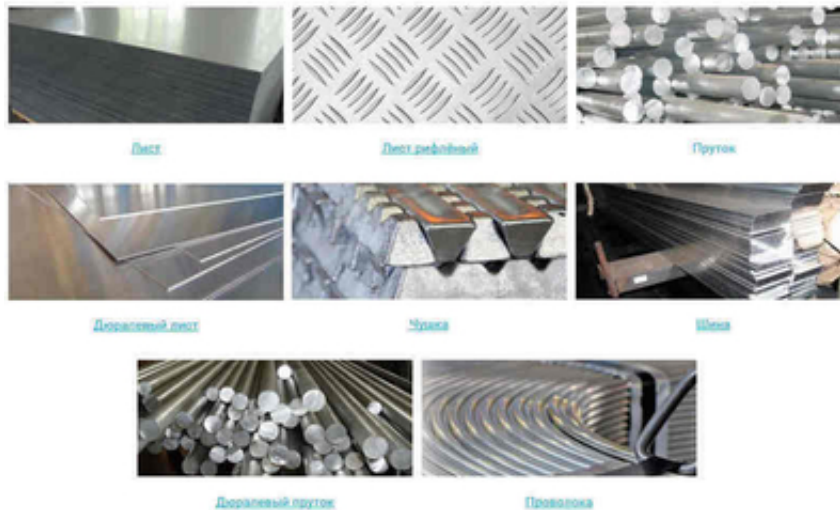 Лист
Лист рифлёный
Пруток
Дюралевый лист
Чушка
Шина
Дюралевый пруток
Проволока